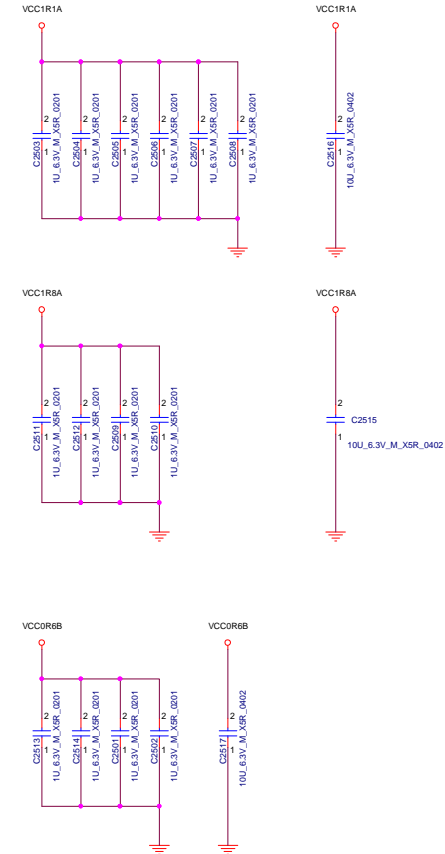 VCC1R1A
VCC1R1A
2
1
C2503
1U_6.3V_M_X5R_0201
2
1
C2504
1U_6.3V_M_X5R_0201
2
1
C2505
1U_6.3V_M_X5R_0201
2
1
C2506
1U_6.3V_M_X5R_0201
2
1
C2507
1U_6.3V_M_X5R_0201
2
1
C2508
1U_6.3V_M_X5R_0201
2
1
C2516
10U_6.3V_M_X5R_0402
VCC1R8A
VCC1R8A
2
1
C2511
1U_6.3V_M_X5R_0201
2
1
C2512
1U_6.3V_M_X5R_0201
2
1
C2509
1U_6.3V_M_X5R_0201
2
1
C2510
1U_6.3V_M_X5R_0201
2
C2515
1
10U_6.3V_M_X5R_0402
VCC0R6B
VCC0R6B
2
1
C2513
1U_6.3V_M_X5R_0201
2
1
C2514
1U_6.3V_M_X5R_0201
2
1
C2501
1U_6.3V_M_X5R_0201
2
1
C2502
1U_6.3V_M_X5R_0201
2
1
C2517
10U_6.3V_M_X5R_0402